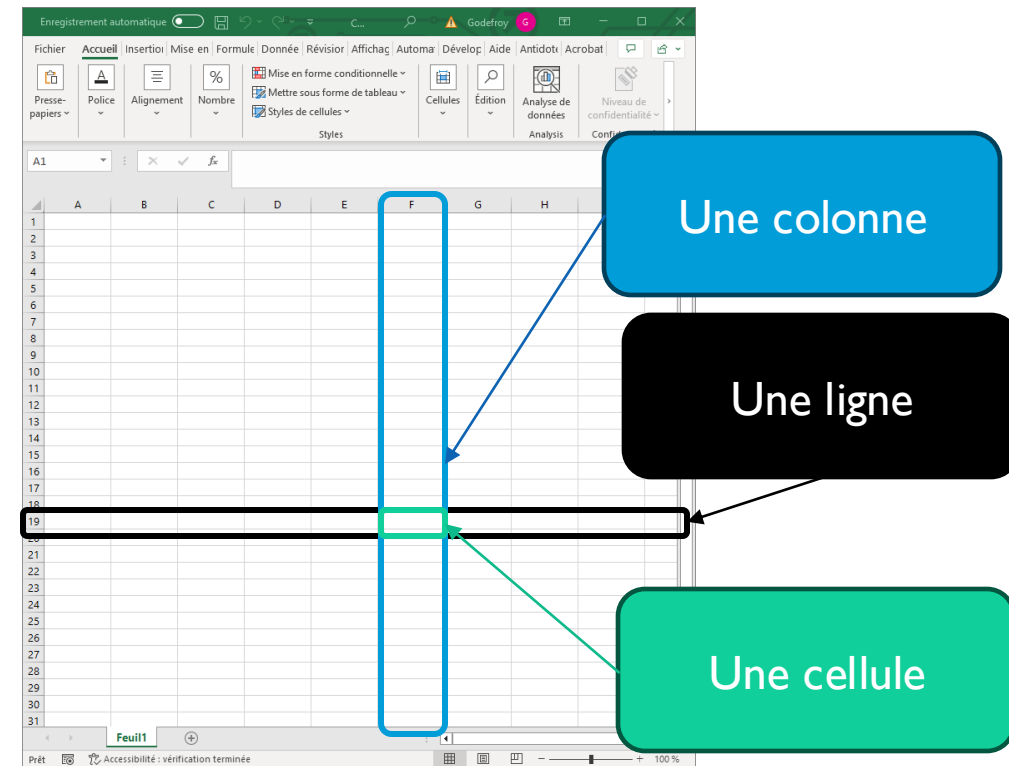 Enregistrement automatique C... Godefroy G
Fichier Accueil Insertion Mise en Formule Donnée Révision Affichag Automa Dévelop Aide Antidote Acrobat
Presse-papiers Police Alignement % Nombre Mise en forme conditionnelle Cellules Édition Analyse de données Niveau de confidentialité
Mettre sous forme de tableau
Styles de cellules
Styles Analysis
A1 fx
A B C D E F G H
1
2
3
4
5
6
7
8
9
10
11
12
13
14
15
16
17
18
19
20
21
22
23
24
25
26
27
28
29
30
31
Une colonne
Une ligne
Une cellule
Feuil1
Prêt Accessibilité : vérification terminée 100 %